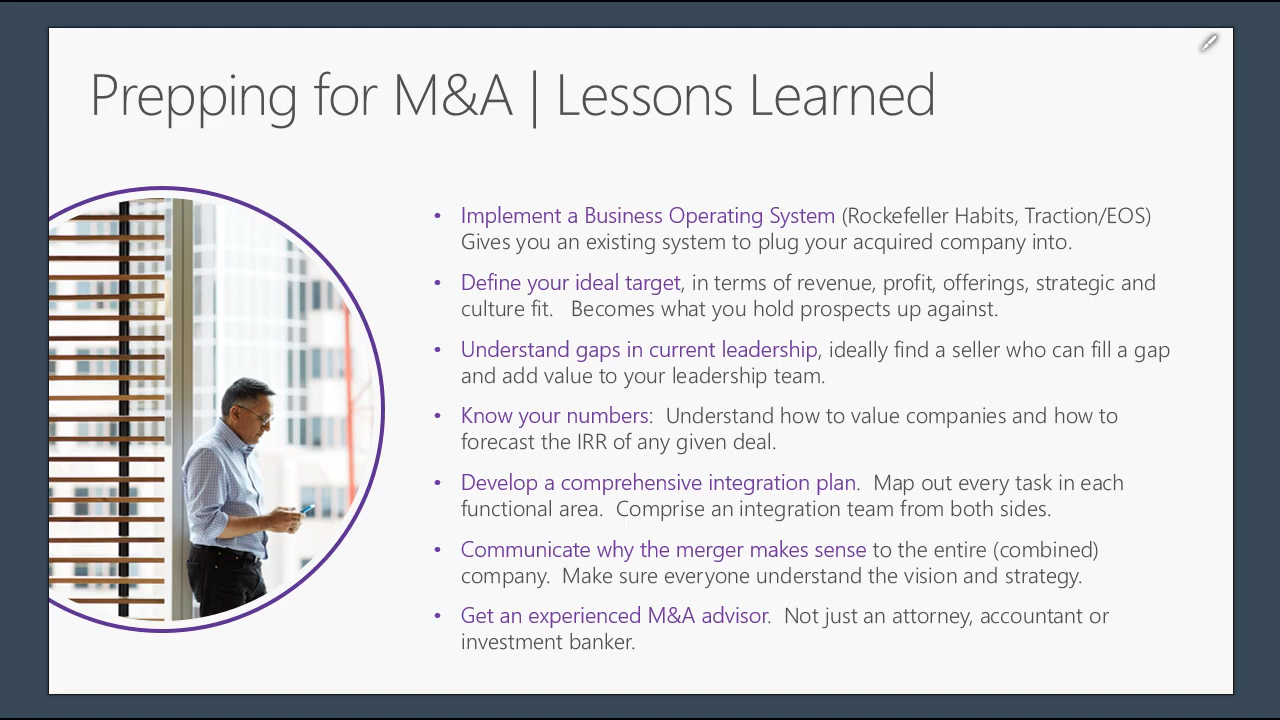 Prepping for M&A | Lessons Learned
• Implement a Business Operating System (Rockefeller Habits, Traction/EOS)
Gives you an existing system to plug your acquired company into.
• Define your ideal target, in terms of revenue, profit, offerings, strategic and
culture fit.   Becomes what you hold prospects up against.
• Understand gaps in current leadership, ideally find a seller who can fill a gap
and add value to your leadership team.
• Know your numbers:  Understand how to value companies and how to
forecast the IRR of any given deal.
• Develop a comprehensive integration plan.  Map out every task in each
functional area.  Comprise an integration team from both sides.
• Communicate why the merger makes sense to the entire (combined)
company.  Make sure everyone understand the vision and strategy.
• Get an experienced M&A advisor.  Not just an attorney, accountant or
investment banker.